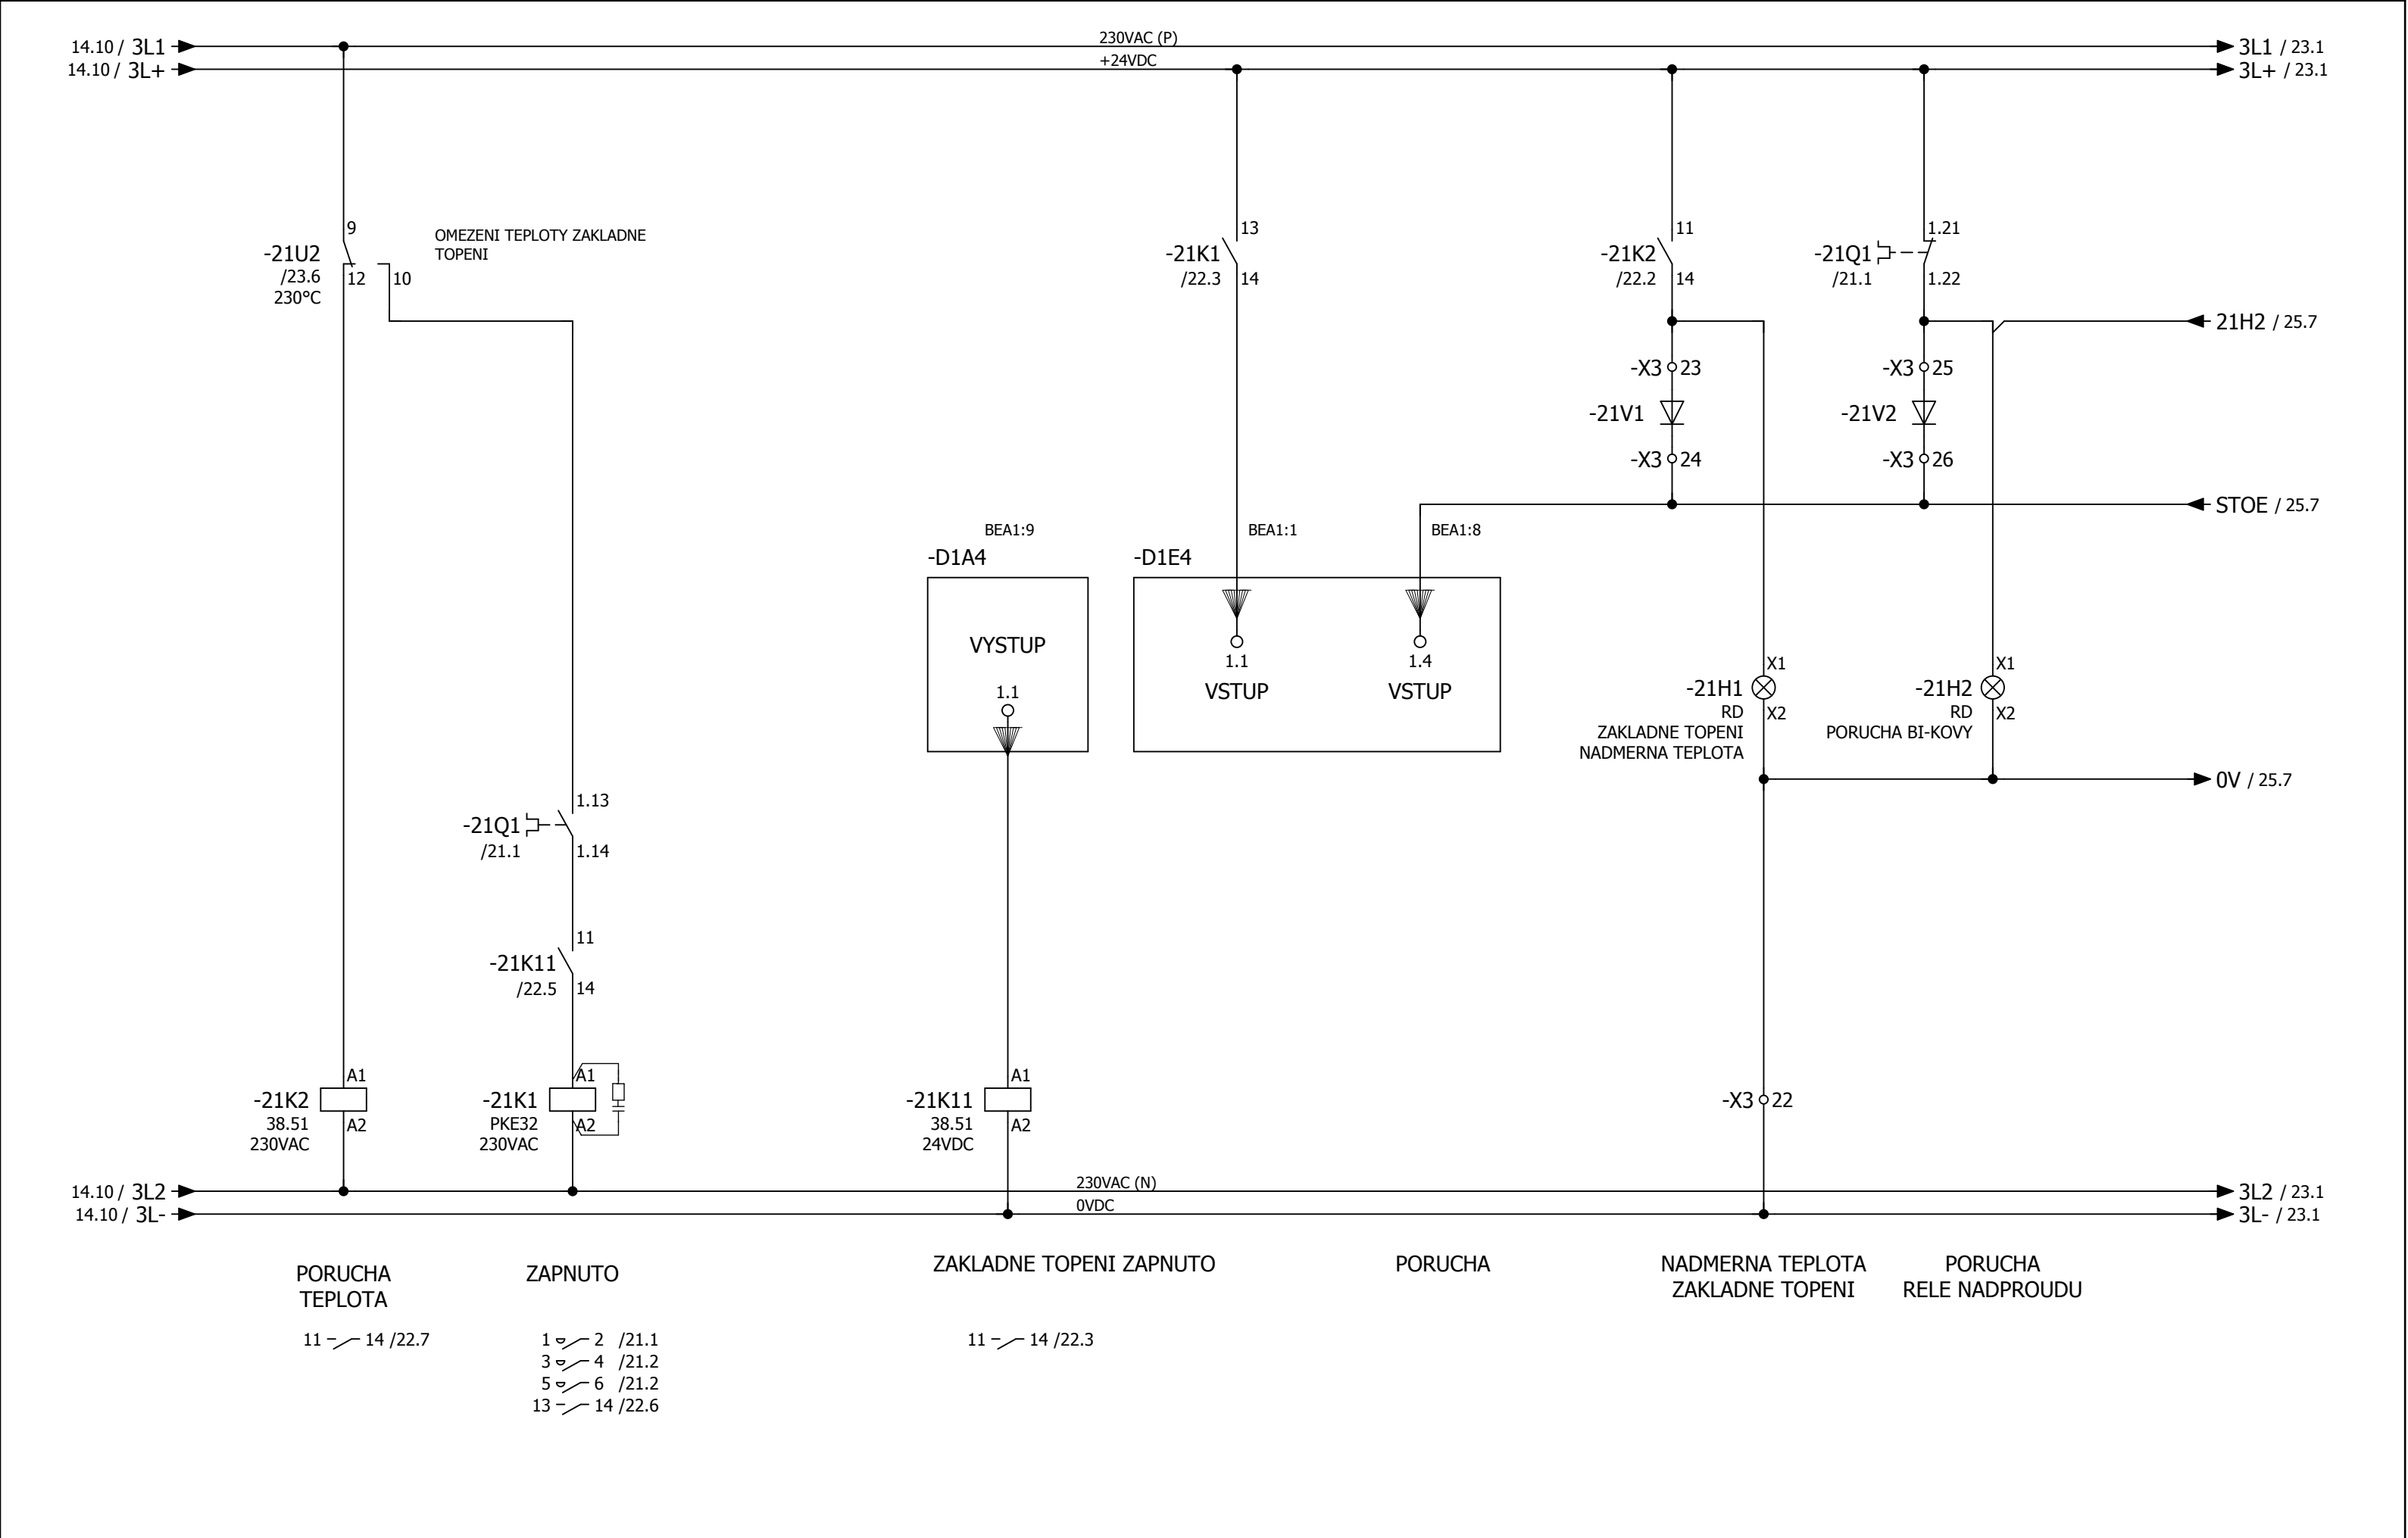 14.10 / 3L1
230VAC (P)
3L1 / 23.1
14.10 / 3L+
+24VDC
3L+ / 23.1
9
-21U2
/23.6
230°C
12
10
OMEZENI TEPLOTY ZAKLADNE
TOPENI
13
-21K1
/22.3
14
11
-21K2
/22.2
14
1.21
-21Q1
/21.1
1.22
21H2 / 25.7
-X3
23
-21V1
-X3
24
-X3
25
-21V2
-X3
26
STOE / 25.7
BEA1:9
-D1A4
VYSTUP
1.1
BEA1:1
BEA1:8
-D1E4
1.1
VSTUP
1.4
VSTUP
X1
-21H1
RD
X2
ZAKLADNE TOPENI
NADMERNA TEPLOTA
X1
-21H2
RD
X2
PORUCHA BI-KOVY
0V / 25.7
1.13
-21Q1
/21.1
1.14
11
-21K11
/22.5
14
A1
-21K2
38.51
A2
230VAC
A1
-21K1
PKE32
A2
230VAC
A1
-21K11
38.51
A2
24VDC
-X3
22
14.10 / 3L2
230VAC (N)
3L2 / 23.1
14.10 / 3L-
0VDC
3L- / 23.1
PORUCHA
TEPLOTA
ZAPNUTO
ZAKLADNE TOPENI ZAPNUTO
PORUCHA
NADMERNA TEPLOTA
ZAKLADNE TOPENI
PORUCHA
RELE NADPROUDU
11 14 /22.7
1 2 /21.1
3 4 /21.2
5 6 /21.2
13 14 /22.6
11 14 /22.3